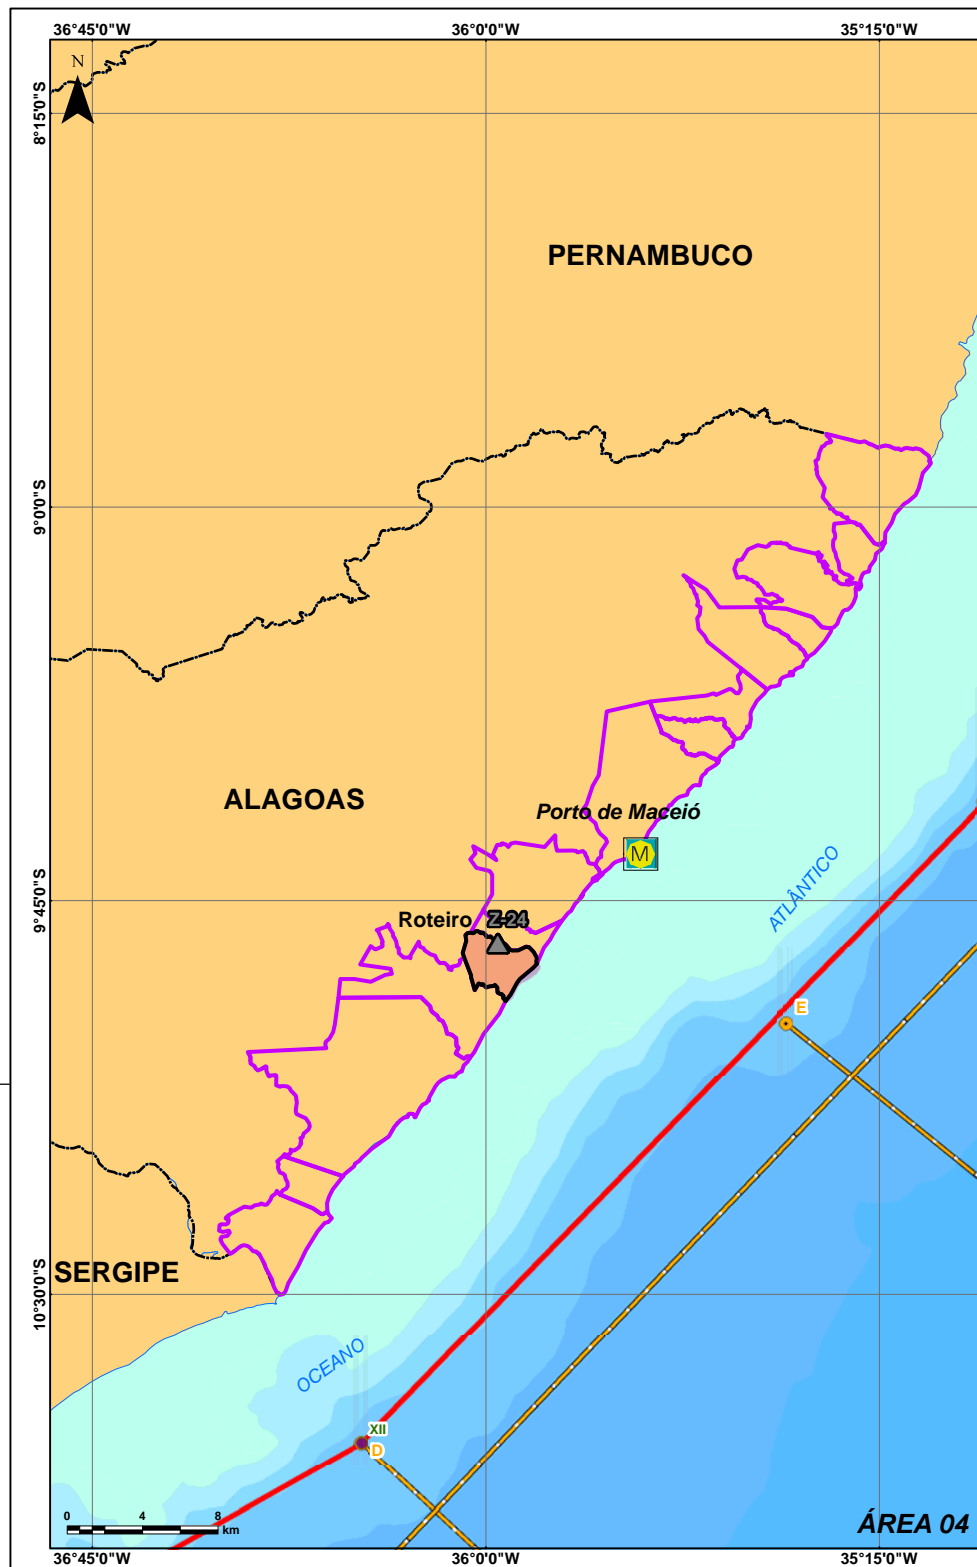 36°45'0"W
36°0'0"W
35°15'0"W
N
8°15'0"S
PERNAMBUCO
9°0'0"S
ALAGOAS
Porto de Maceió
M
ATLÂNTICO
9°45'0"S
Roteiro
Z-24
E
SERGIPE
10°30'0"S
OCEANO
XII
D
0 4 8
km
ÁREA 04
36°45'0"W
36°0'0"W
35°15'0"W